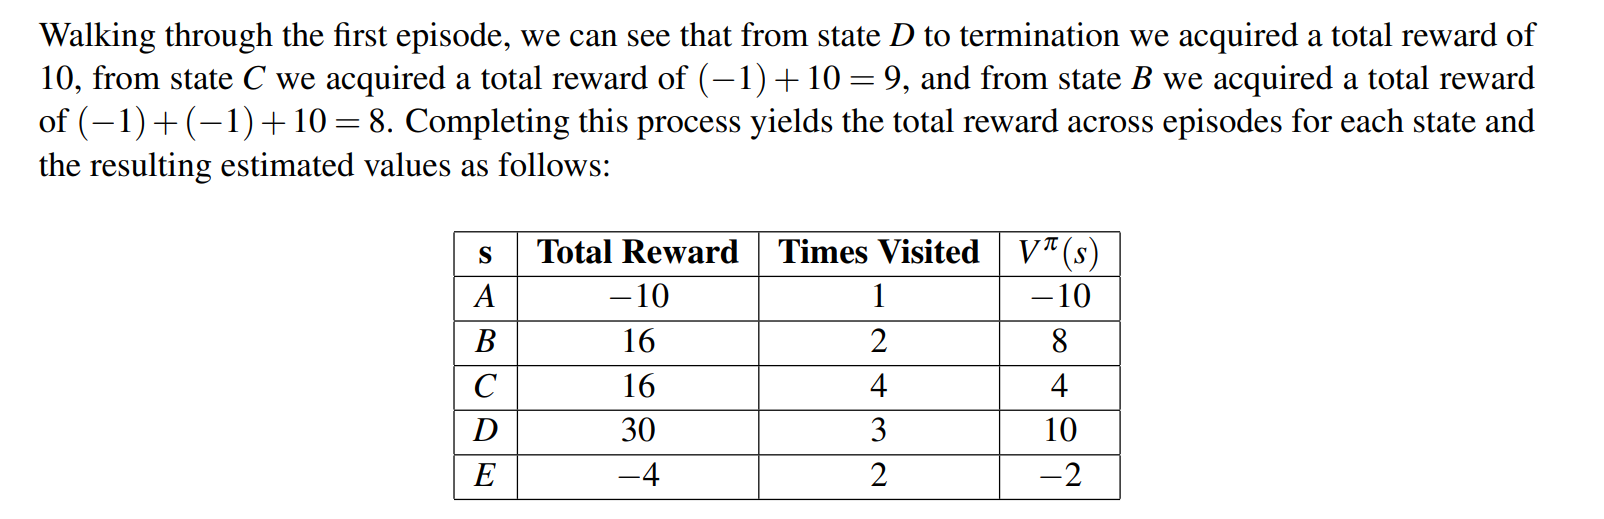 Walking through the first episode, we can see that from state D to termination we acquired a total reward of
10, from state C we acquired a total reward of (−1)+10 = 9, and from state B we acquired a total reward
of (−1)+(−1)+10 = 8. Completing this process yields the total reward across episodes for each state and
the resulting estimated values as follows:
s Total Reward Times Visited Vπ(s)
A −10 1 −10
B 16 2 8
C 16 4 4
D 30 3 10
E −4 2 −2